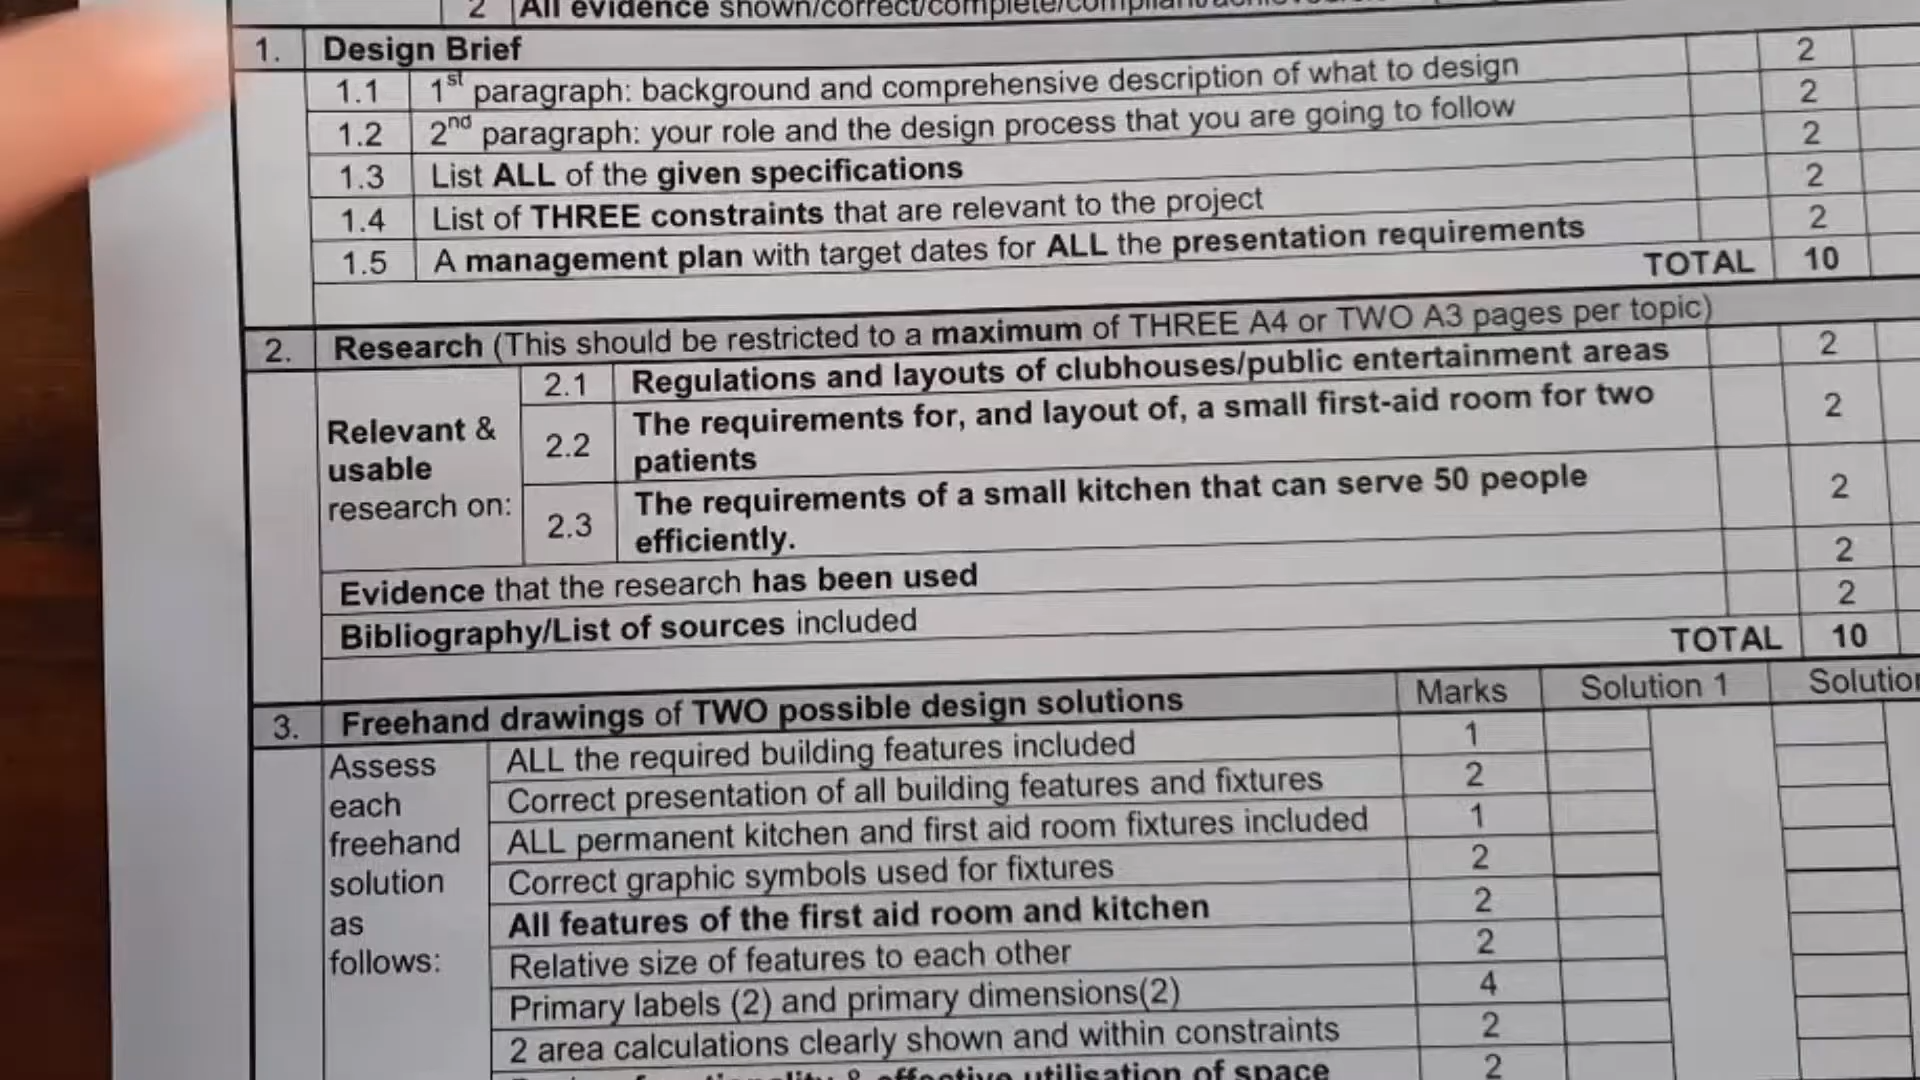 2 All evidence shown/correct/complete/compliant/
1. Design Brief
1.1 1st paragraph: background and comprehensive description of what to design 2
1.2 2nd paragraph: your role and the design process that you are going to follow 2
1.3 List ALL of the given specifications 2
1.4 List of THREE constraints that are relevant to the project 2
1.5 A management plan with target dates for ALL the presentation requirements 2
TOTAL 10
2. Research (This should be restricted to a maximum of THREE A4 or TWO A3 pages per topic)
Relevant & usable research on:
2.1 Regulations and layouts of clubhouses/public entertainment areas 2
2.2 The requirements for, and layout of, a small first-aid room for two
patients 2
2.3 The requirements of a small kitchen that can serve 50 people
efficiently. 2
Evidence that the research has been used 2
Bibliography/List of sources included 2
TOTAL 10
3. Freehand drawings of TWO possible design solutions Marks Solution 1 Solution
Assess
each
freehand
solution
as
follows:
ALL the required building features included 1
Correct presentation of all building features and fixtures 2
ALL permanent kitchen and first aid room fixtures included 1
Correct graphic symbols used for fixtures 2
All features of the first aid room and kitchen 2
Relative size of features to each other 2
Primary labels (2) and primary dimensions(2) 4
2 area calculations clearly shown and within constraints 2
& effective utilisation of space 2